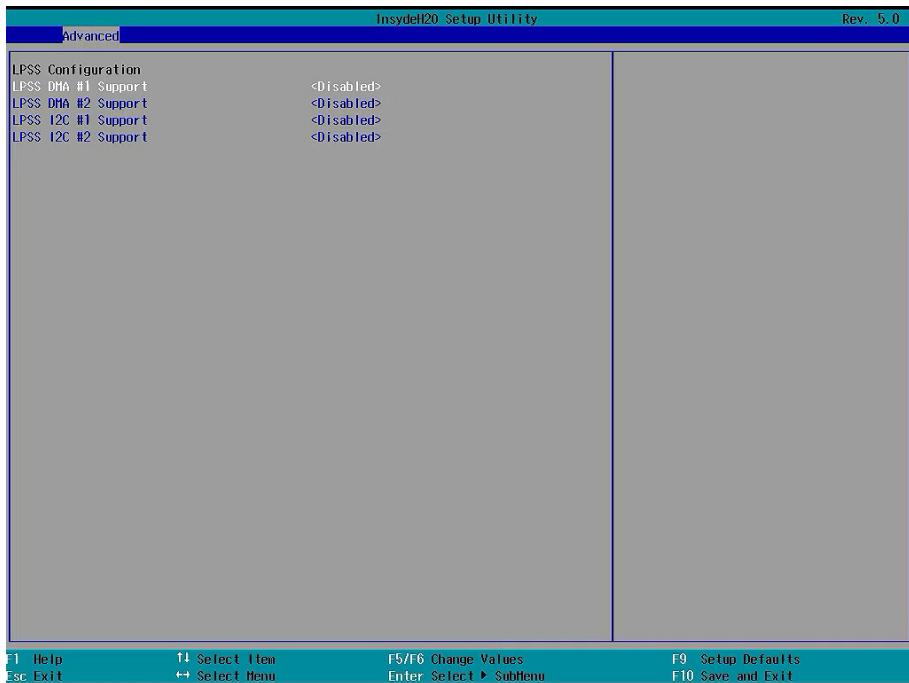 InsydeH20 Setup Utility Rev. 5.0
Advanced
LPSS Configuration
LPSS DMA #1 Support <Disabled>
LPSS DMA #2 Support <Disabled>
LPSS I2C #1 Support <Disabled>
LPSS I2C #2 Support <Disabled>
F1 Help ↑↓ Select Item F5/F6 Change Values F9 Setup Defaults
Esc Exit ↔ Select Menu Enter Select ▶ SubMenu F10 Save and Exit